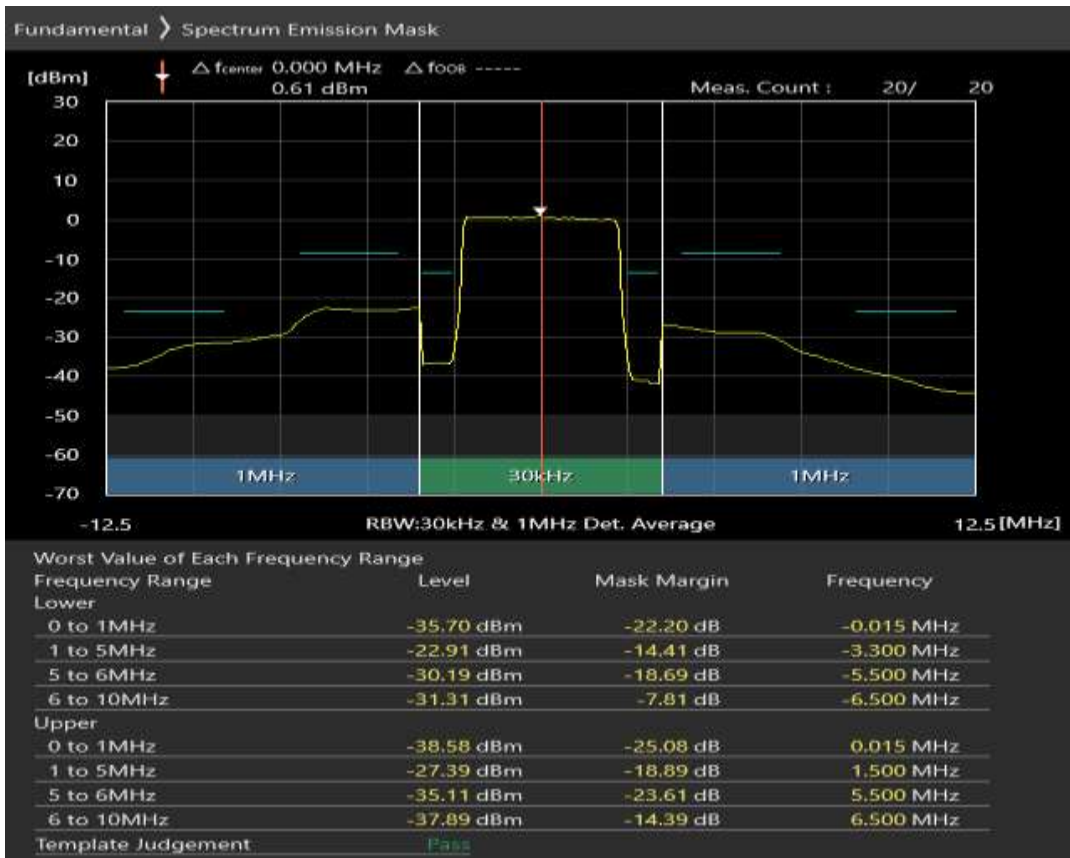 Fundamental ❯ Spectrum Emission Mask
[dBm] △ fcenter 0.000 MHz △ fOOB -----
0.61 dBm Meas. Count : 20/ 20
30
20
10
0
-10
-20
-30
-40
-50
-60
-70
1MHz 30kHz 1MHz
-12.5 RBW:30kHz & 1MHz Det. Average 12.5 [MHz]
Worst Value of Each Frequency Range
Frequency Range Level Mask Margin Frequency
Lower
0 to 1MHz -35.70 dBm -22.20 dB -0.015 MHz
1 to 5MHz -22.91 dBm -14.41 dB -3.300 MHz
5 to 6MHz -30.19 dBm -18.69 dB -5.500 MHz
6 to 10MHz -31.31 dBm -7.81 dB -6.500 MHz
Upper
0 to 1MHz -38.58 dBm -25.08 dB 0.015 MHz
1 to 5MHz -27.39 dBm -18.89 dB 1.500 MHz
5 to 6MHz -35.11 dBm -23.61 dB 5.500 MHz
6 to 10MHz -37.89 dBm -14.39 dB 6.500 MHz
Template Judgement Pass